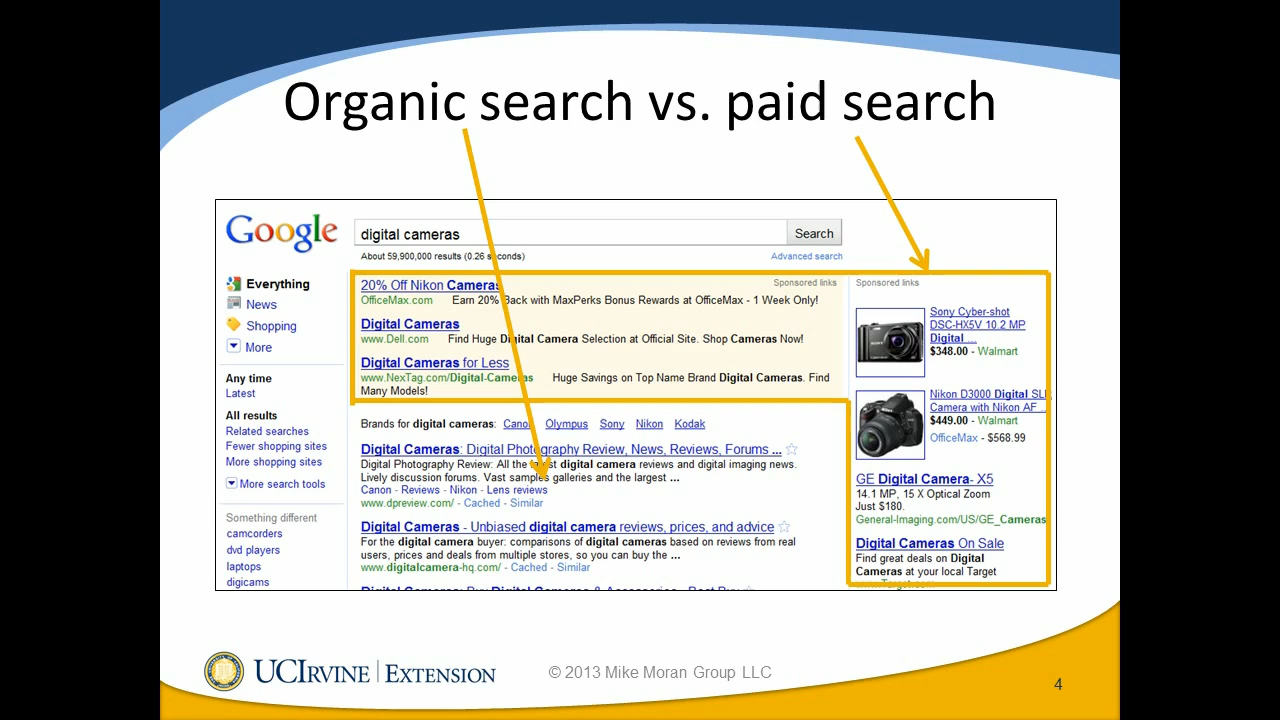 Organic search vs. paid search
Google
digital cameras
Search
About 59,900,000 results (0.26 seconds)
Advanced search
Everything
News
Shopping
More
Any time
Latest
All results
Related searches
Fewer shopping sites
More shopping sites
More search tools
Something different
camcorders
dvd players
laptops
digicams
20% Off Nikon Cameras
Sponsored links
OfficeMax.com Earn 20% Back with MaxPerks Bonus Rewards at OfficeMax - 1 Week Only!
Digital Cameras
www.Dell.com Find Huge Digital Camera Selection at Official Site. Shop Cameras Now!
Digital Cameras for Less
www.NexTag.com/Digital-Cameras Huge Savings on Top Name Brand Digital Cameras. Find
Many Models!
Brands for digital cameras: Canon Olympus Sony Nikon Kodak
Digital Cameras: Digital Photography Review, News, Reviews, Forums ...
Digital Photography Review: All the latest digital camera reviews and digital imaging news.
Lively discussion forums. Vast samples galleries and the largest ...
Canon - Reviews - Nikon - Lens reviews
www.dpreview.com/ - Cached - Similar
Digital Cameras - Unbiased digital camera reviews, prices, and advice
For the digital camera buyer: comparisons of digital cameras based on reviews from real
users, prices and deals from multiple stores, so you can buy the ...
www.digitalcamera-hq.com/ - Cached - Similar
Digital Cameras: Buy Digital Cameras & Accessories - Best Buy
Sponsored links
Sony Cyber-shot
DSC-HX5V 10.2 MP
Digital ...
$348.00 - Walmart
Nikon D3000 Digital SLR
Camera with Nikon AF ...
$449.00 - Walmart
OfficeMax - $568.99
GE Digital Camera- X5
14.1 MP, 15 X Optical Zoom
Just $180.
General-Imaging.com/US/GE_Cameras
Digital Cameras On Sale
Find great deals on Digital
Cameras at your local Target
www.Target.com
UCIRVINE | EXTENSION
© 2013 Mike Moran Group LLC
4